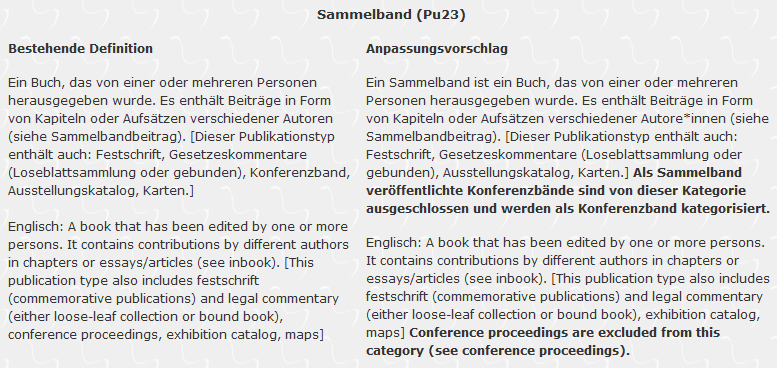 Sammelband (Pu23)
Bestehende Definition
Ein Buch, das von einer oder mehreren Personen
herausgegeben wurde. Es enthält Beiträge in Form
von Kapiteln oder Aufsätzen verschiedener Autoren
(siehe Sammelbandbeitrag). [Dieser Publikationstyp
enthält auch: Festschrift, Gesetzeskommentare
(Loseblattsammlung oder gebunden), Konferenzband,
Ausstellungskatalog, Karten.]
Englisch: A book that has been edited by one or more
persons. It contains contributions by different authors
in chapters or essays/articles (see inbook). [This
publication type also includes festschrift
(commemorative publications) and legal commentary
(either loose-leaf collection or bound book),
conference proceedings, exhibition catalog, maps]
Anpassungsvorschlag
Ein Sammelband ist ein Buch, das von einer oder mehreren
Personen herausgegeben wurde. Es enthält Beiträge in Form
von Kapiteln oder Aufsätzen verschiedener Autore*innen (siehe
Sammelbandbeitrag). [Dieser Publikationstyp enthält auch:
Festschrift, Gesetzeskommentare (Loseblattsammlung oder
gebunden), Ausstellungskatalog, Karten.] Als Sammelband
veröffentlichte Konferenzbände sind von dieser Kategorie
ausgeschlossen und werden als Konferenzband kategorisiert.
Englisch: A book that has been edited by one or more persons.
It contains contributions by different authors in chapters or
essays/articles (see inbook). [This publication type also includes
festschrift (commemorative publications) and legal commentary
(either loose-leaf collection or bound book), exhibition catalog,
maps] Conference proceedings are excluded from this
category (see conference proceedings).